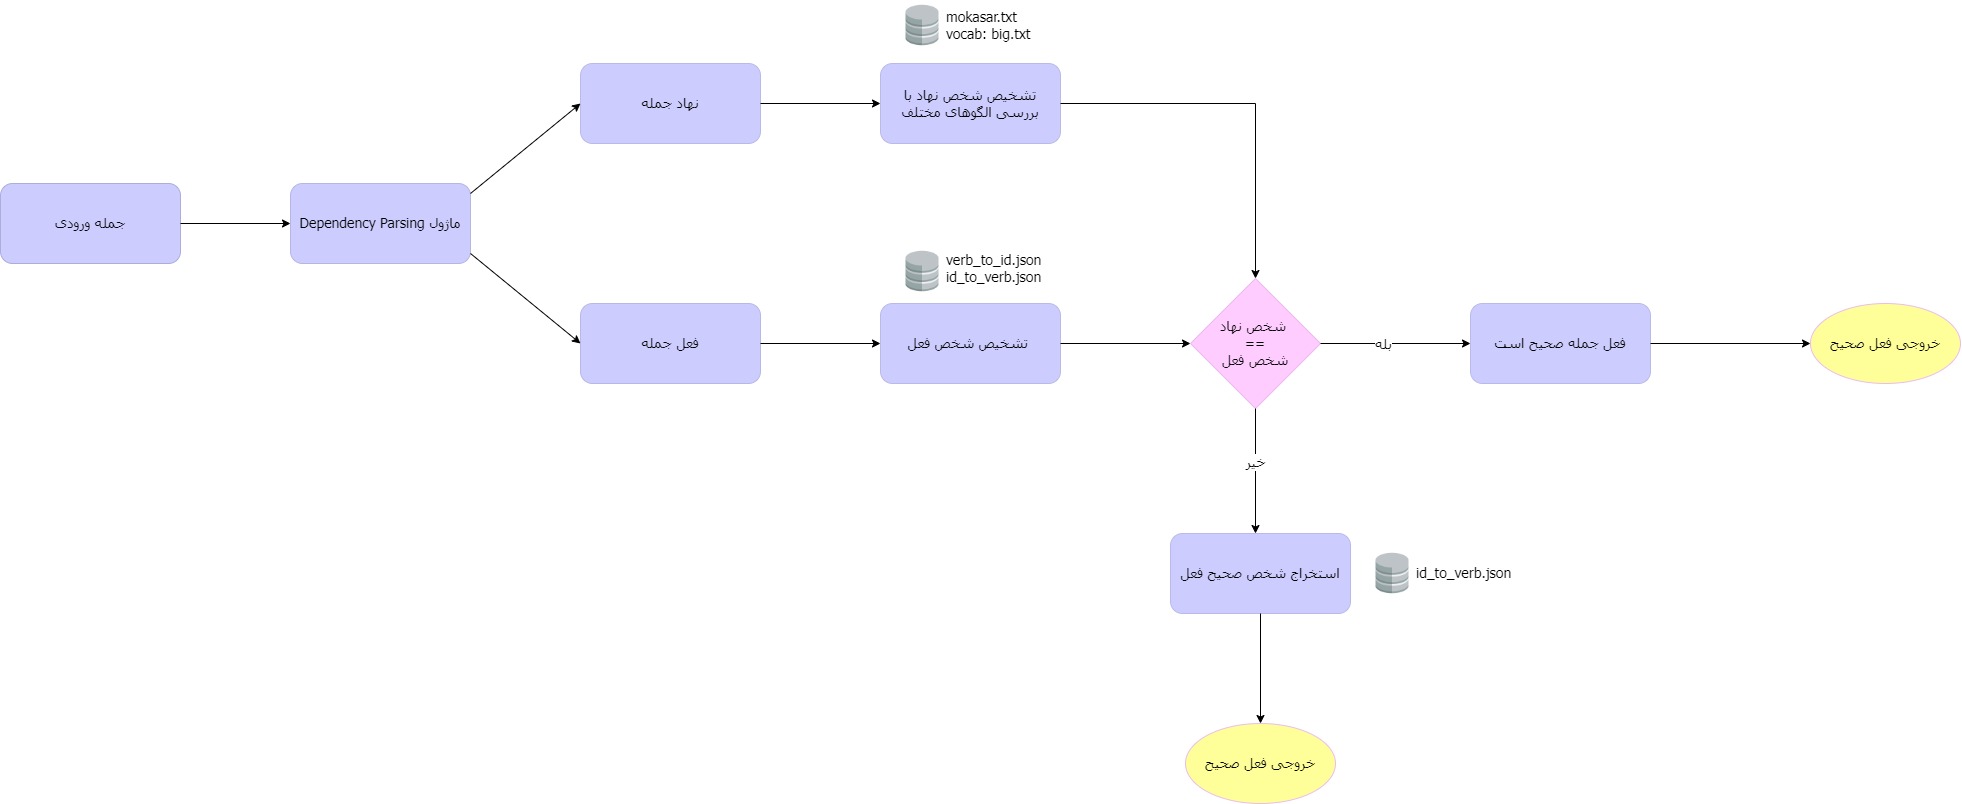 mokasar.txt
vocab: big.txt
نهاد جمله
تشخیص شخص نهاد با
بررسی الگوهای مختلف
جمله ورودی
ماژول Dependency Parsing
verb_to_id.json
id_to_verb.json
فعل جمله
تشخیص شخص فعل
شخص نهاد
==
شخص فعل
بله
فعل جمله صحیح است
خروجی فعل صحیح
خیر
استخراج شخص صحیح فعل
id_to_verb.json
خروجی فعل صحیح